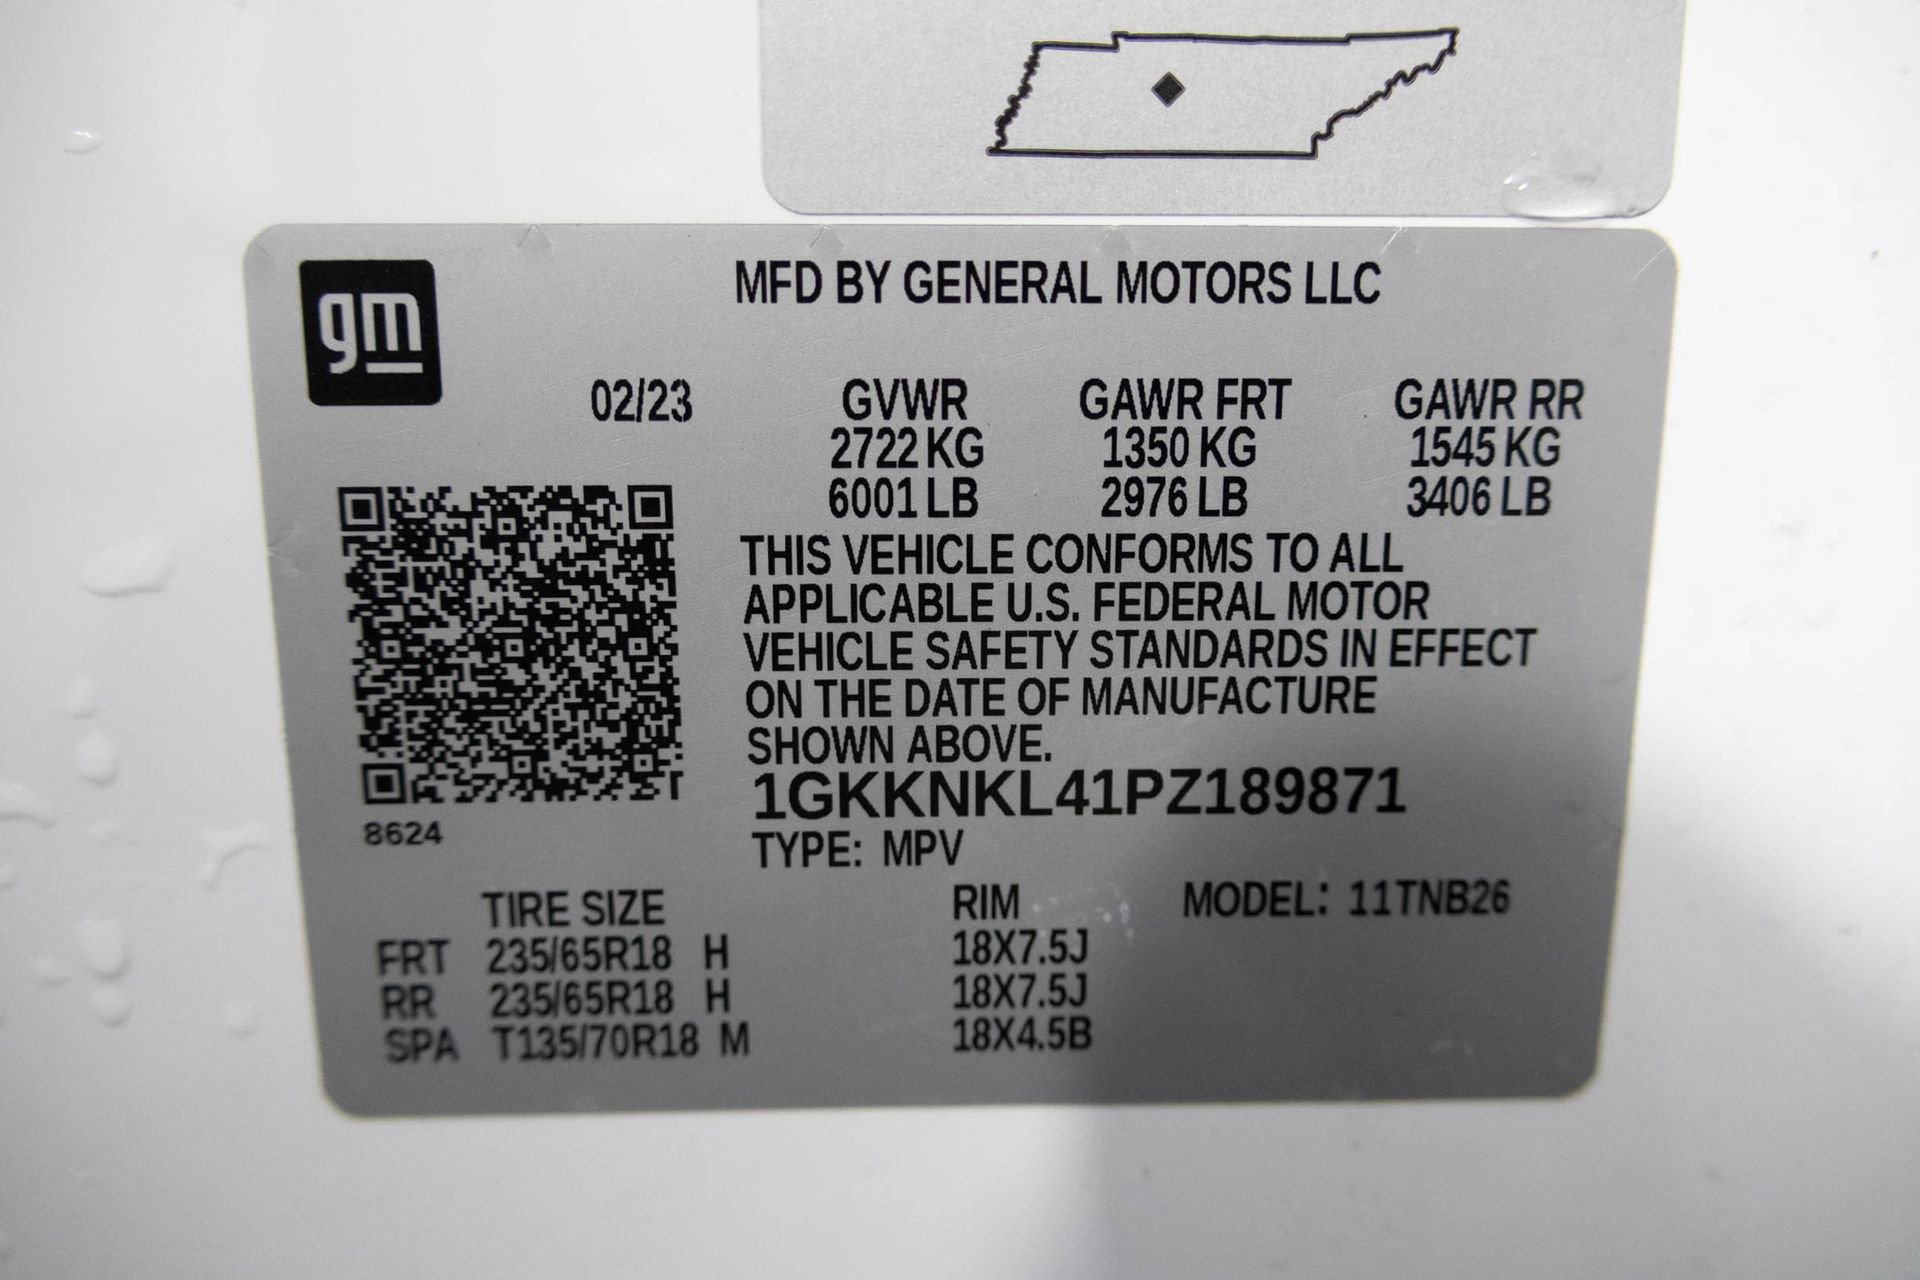 gm
MFD BY GENERAL MOTORS LLC
02/23 GVWR GAWR FRT GAWR RR
2722 KG 1350 KG 1545 KG
6001 LB 2976 LB 3406 LB
THIS VEHICLE CONFORMS TO ALL
APPLICABLE U.S. FEDERAL MOTOR
VEHICLE SAFETY STANDARDS IN EFFECT
ON THE DATE OF MANUFACTURE
SHOWN ABOVE.
1GKKNKL41PZ189871
8624
TYPE: MPV
TIRE SIZE RIM MODEL: 11TNB26
FRT 235/65R18 H 18X7.5J
RR 235/65R18 H 18X7.5J
SPA T135/70R18 M 18X4.5B